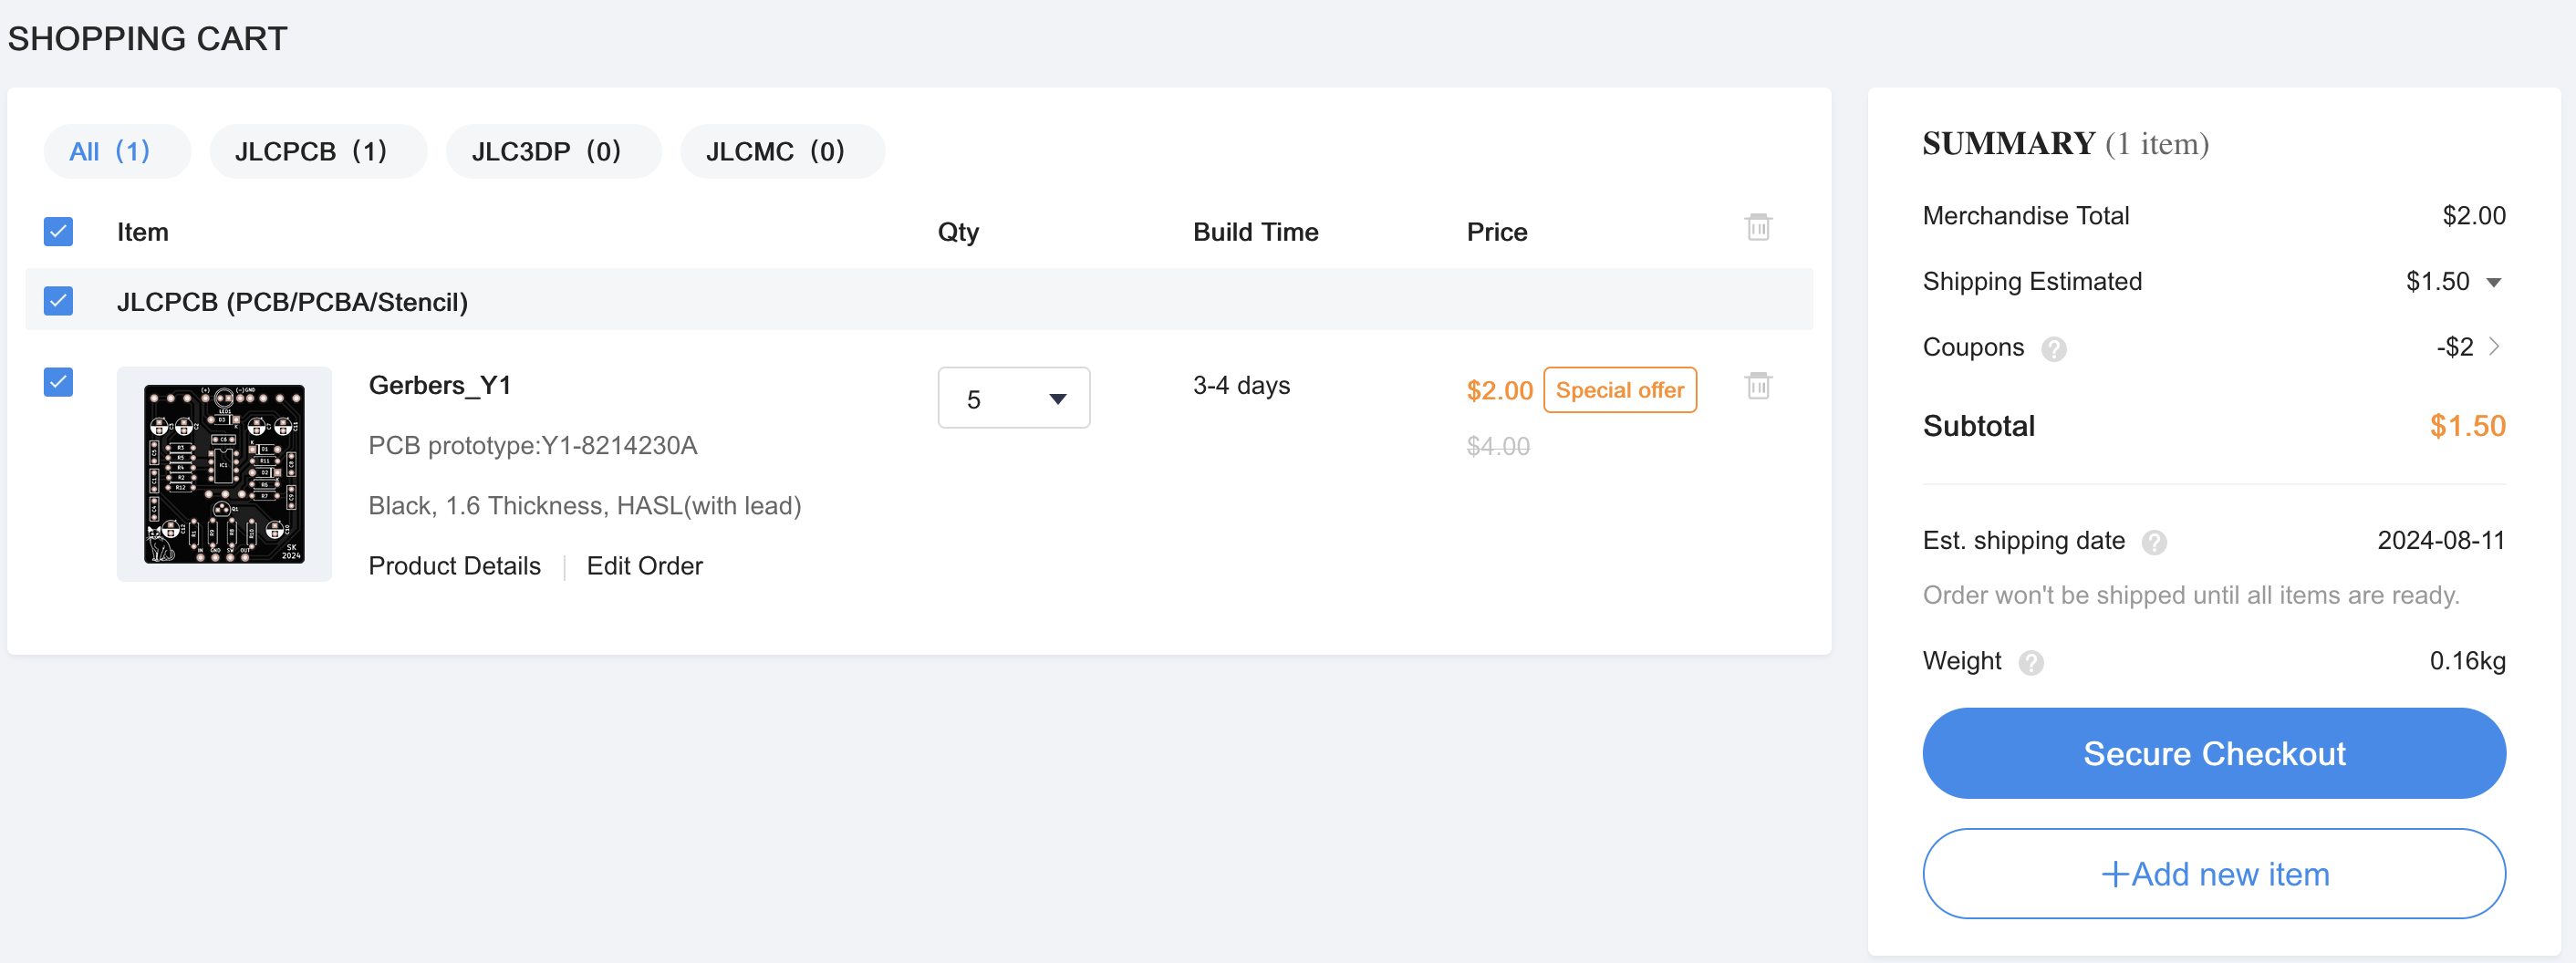 SHOPPING CART
All (1)
JLCPCB (1)
JLC3DP (0)
JLCMC (0)
Item
Qty
Build Time
Price
JLCPCB (PCB/PCBA/Stencil)
Gerbers_Y1
5
3-4 days
$2.00
Special offer
$4.00
PCB prototype:Y1-8214230A
Black, 1.6 Thickness, HASL(with lead)
Product Details
Edit Order
SK
2024
SUMMARY (1 item)
Merchandise Total $2.00
Shipping Estimated $1.50
Coupons ? -$2
Subtotal $1.50
Est. shipping date ? 2024-08-11
Order won't be shipped until all items are ready.
Weight ? 0.16kg
Secure Checkout
+Add new item